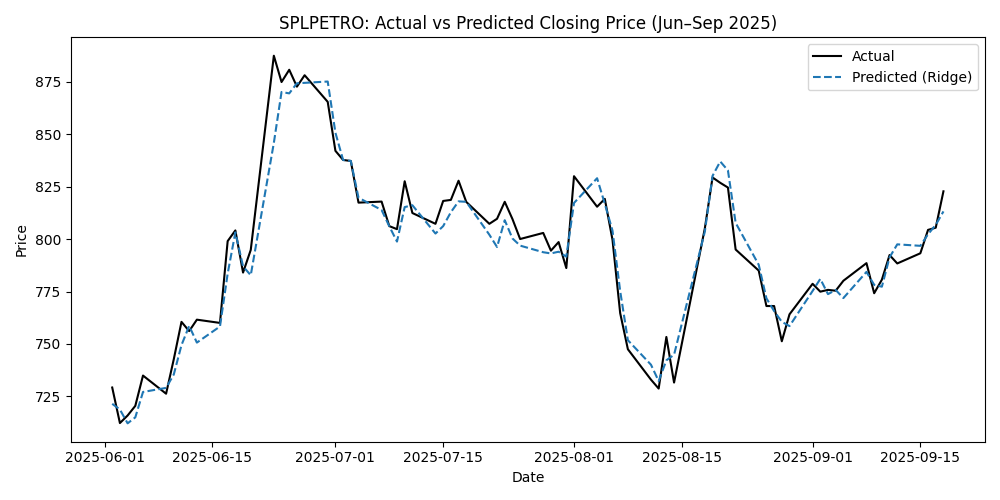 SPLPETRO: Actual vs Predicted Closing Price (Jun–Sep 2025)
Actual
Predicted (Ridge)
Price
875
850
825
800
775
750
725
2025-06-01 2025-06-15 2025-07-01 2025-07-15 2025-08-01 2025-08-15 2025-09-01 2025-09-15
Date